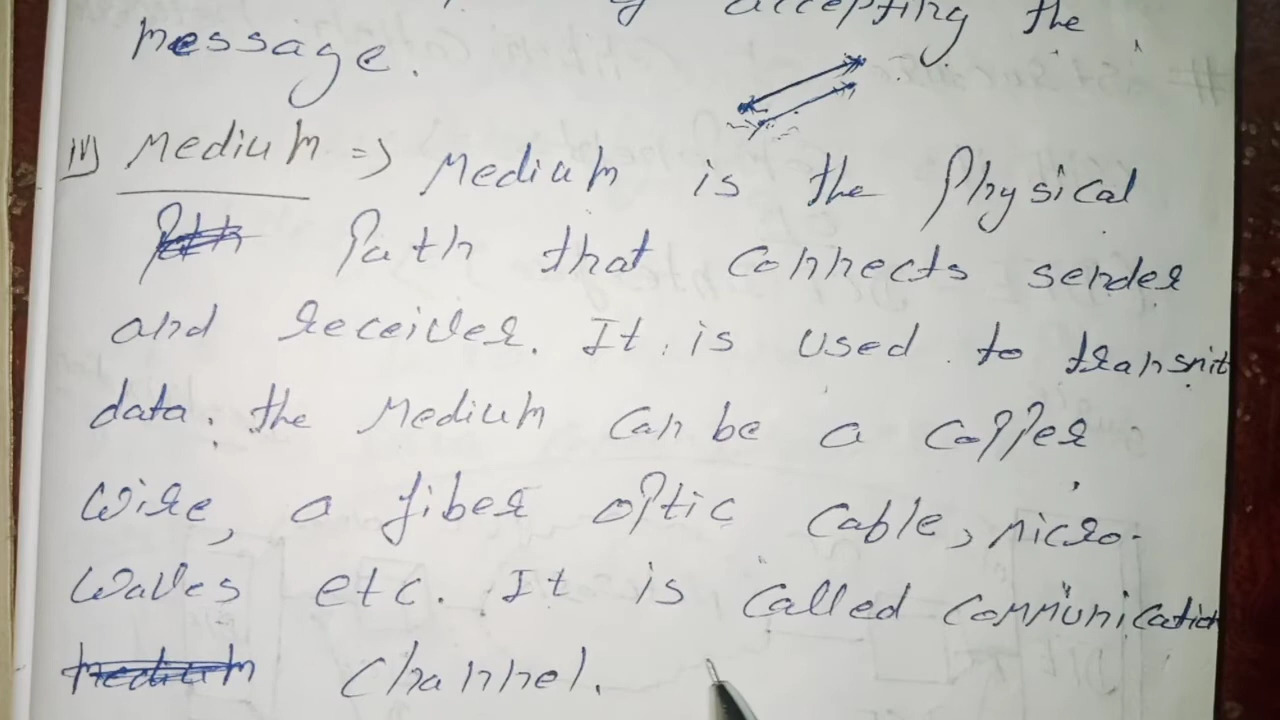 accepting the
message.
iv) Medium => Medium is the Physical
Path that connects sender
and receiver. It is used to transmit
data. the Medium can be a copper
wire, a fiber optic cable, micro-
waves etc. It is called communication
channel.